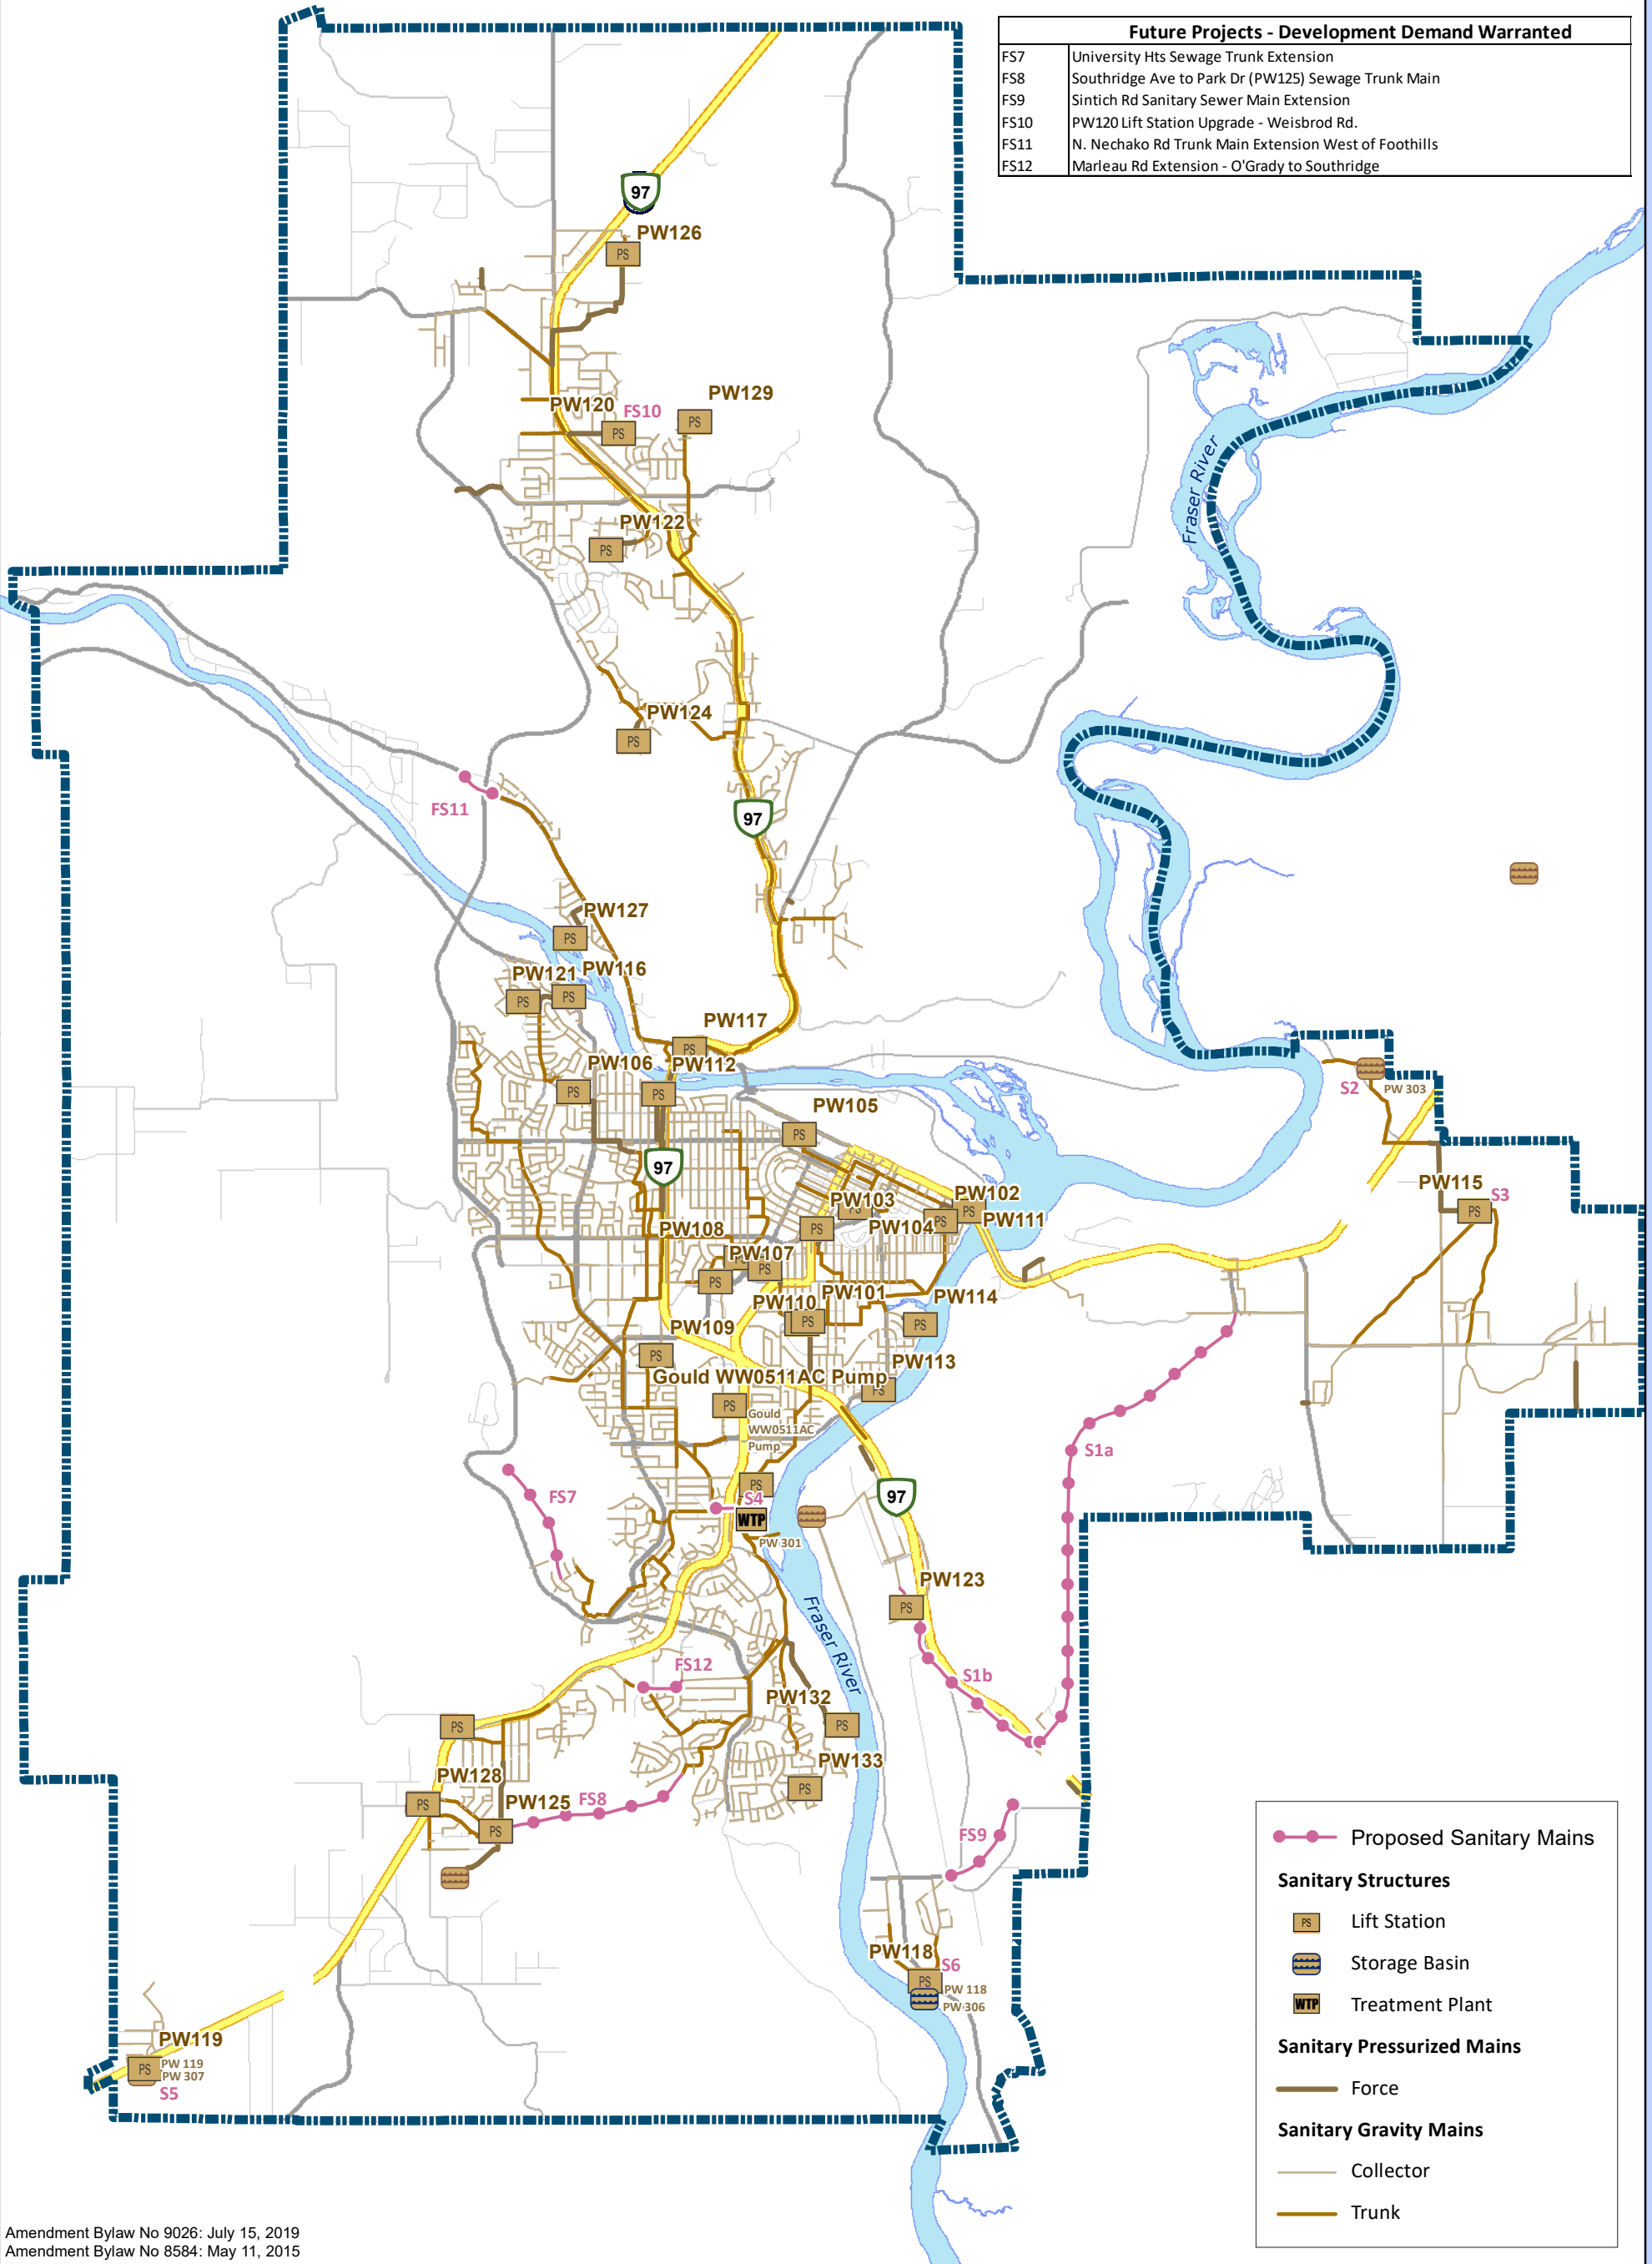 Future Projects - Development Demand Warranted
FS7 University Hts Sewage Trunk Extension
FS8 Southridge Ave to Park Dr (PW125) Sewage Trunk Main
FS9 Sintich Rd Sanitary Sewer Main Extension
FS10 PW120 Lift Station Upgrade - Weisbrod Rd.
FS11 N. Nechako Rd Trunk Main Extension West of Foothills
FS12 Marleau Rd Extension - O'Grady to Southridge
97
PW126
PS
PW129
PW120 FS10
PS
PS
Fraser River
PW122
PS
PW124
PS
FS11
97
PW127
PS
PW121 PW116
PS
PS
PW117
PS
PW106 PW112
PS
PS
S2
PW 303
PW105
PS
97
PW115
S3
PS
PW103
PW102
PS
PS
PS
PW104
PW111
PS
PW108
PW107
PS
PS
PW110
PW101
PW114
PS
PS
PW109
PS
PW113
PS
Gould WW0511AC Pump
PS
Gould
WW0511AC
Pump
S1a
FS7
PS
S4
WTP
PW 301
97
PW123
PS
Fraser River
FS12
S1b
PW132
PS
PS
PW133
PS
PW128
PS
PW125
PS
FS8
FS9
PW118
S6
PS
PW 118
PW 306
PW119
PS
PW 119
PW 307
S5
Proposed Sanitary Mains
Sanitary Structures
PS Lift Station
Storage Basin
WTP Treatment Plant
Sanitary Pressurized Mains
Force
Sanitary Gravity Mains
Collector
Trunk
Amendment Bylaw No 9026: July 15, 2019
Amendment Bylaw No 8584: May 11, 2015